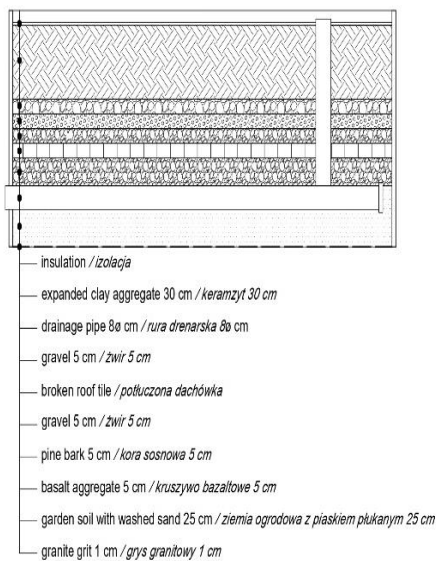 insulation / izolacja
expanded clay aggregate 30 cm / keramzyt 30 cm
drainage pipe 8ø cm / rura drenarska 8ø cm
gravel 5 cm / żwir 5 cm
broken roof tile / potłuczona dachówka
gravel 5 cm / żwir 5 cm
pine bark 5 cm / kora sosnowa 5 cm
basalt aggregate 5 cm / kruszywo bazaltowe 5 cm
garden soil with washed sand 25 cm / ziemia ogrodowa z piaskiem płukanym 25 cm
granite grit 1 cm / grys granitowy 1 cm